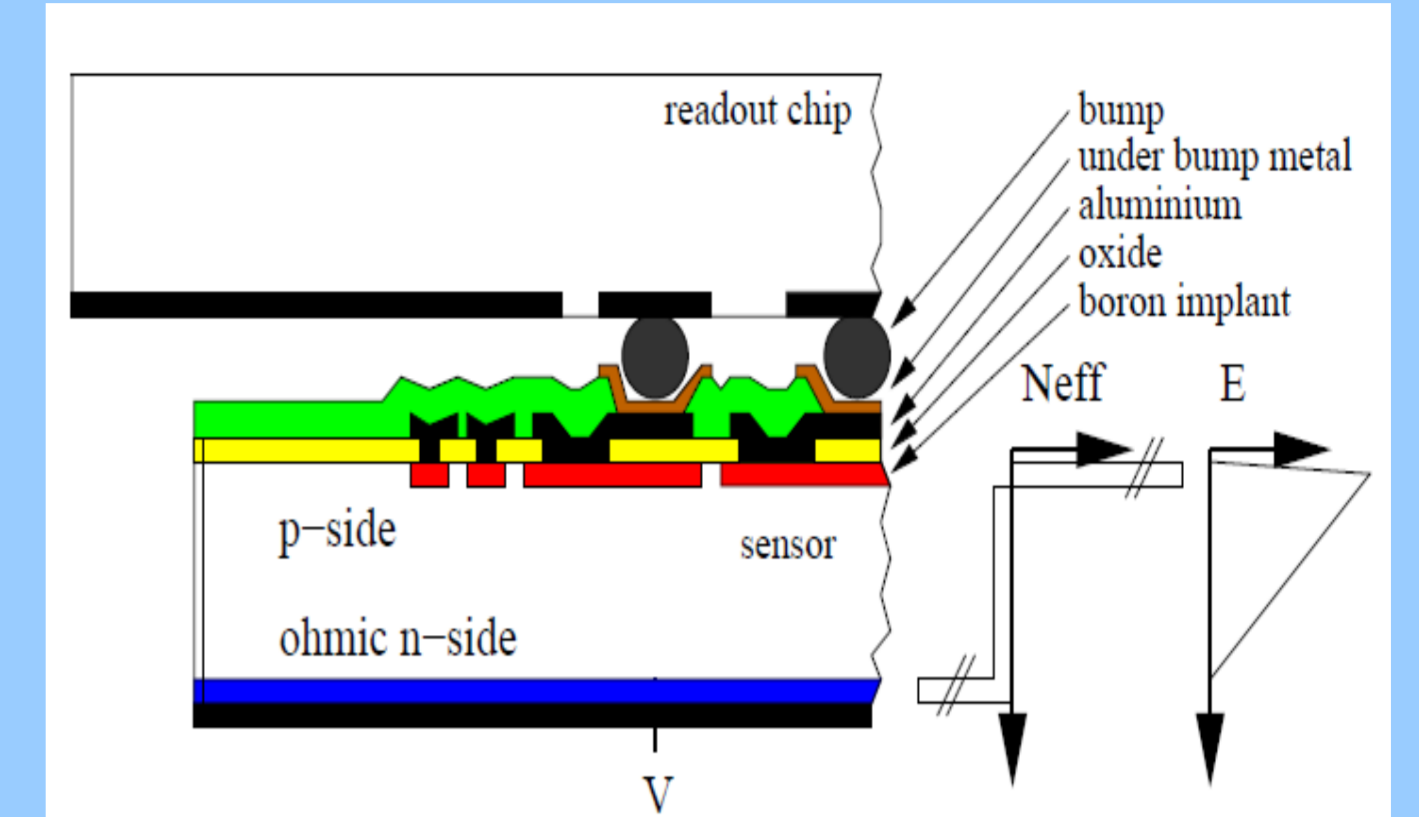 readout chip
bump
under bump metal
aluminium
oxide
boron implant
Neff
E
p−side
sensor
ohmic n−side
V